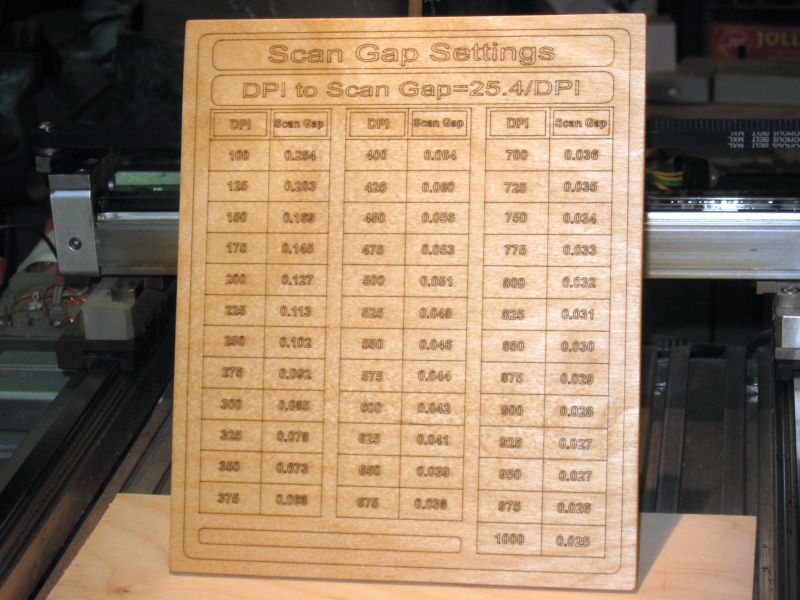 Scan Gap Settings
DPI to Scan Gap=25.4/DPI
DPI Scan Gap DPI Scan Gap DPI Scan Gap
100 0.254 400 0.064 700 0.036
125 0.203 425 0.060 725 0.035
150 0.169 450 0.056 750 0.034
175 0.145 475 0.053 775 0.033
200 0.127 500 0.051 800 0.032
225 0.113 525 0.048 825 0.031
250 0.102 550 0.046 850 0.030
275 0.092 575 0.044 875 0.029
300 0.085 600 0.042 900 0.028
325 0.078 625 0.041 925 0.027
350 0.073 650 0.039 950 0.027
375 0.068 675 0.038 975 0.026
1000 0.025
JOLL
MXL